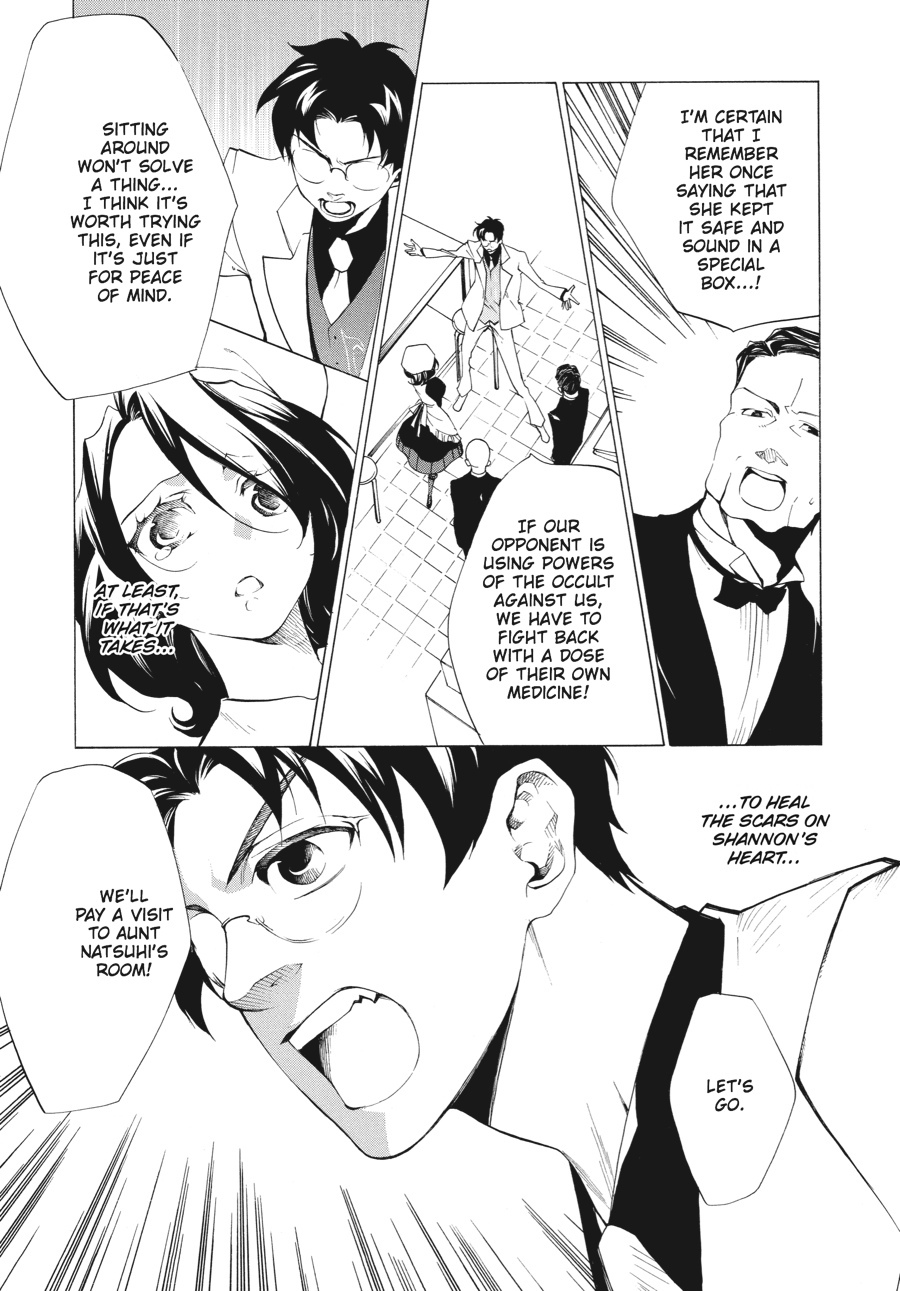 I'M CERTAIN
THAT I
REMEMBER
HER ONCE
SAYING THAT
SHE KEPT
IT SAFE AND
SOUND IN A
SPECIAL
BOX...!
IF OUR
OPPONENT IS
USING POWERS
OF THE OCCULT
AGAINST US,
WE HAVE TO
FIGHT BACK
WITH A DOSE
OF THEIR OWN
MEDICINE!
SITTING
AROUND
WON'T SOLVE
A THING...
I THINK IT'S
WORTH TRYING
THIS, EVEN IF
IT'S JUST
FOR PEACE
OF MIND.
AT LEAST,
IF THAT'S
WHAT IT
TAKES...
...TO HEAL
THE SCARS ON
SHANNON'S
HEART...
LET'S
GO.
WE'LL
PAY A VISIT
TO AUNT
NATSUHI'S
ROOM!